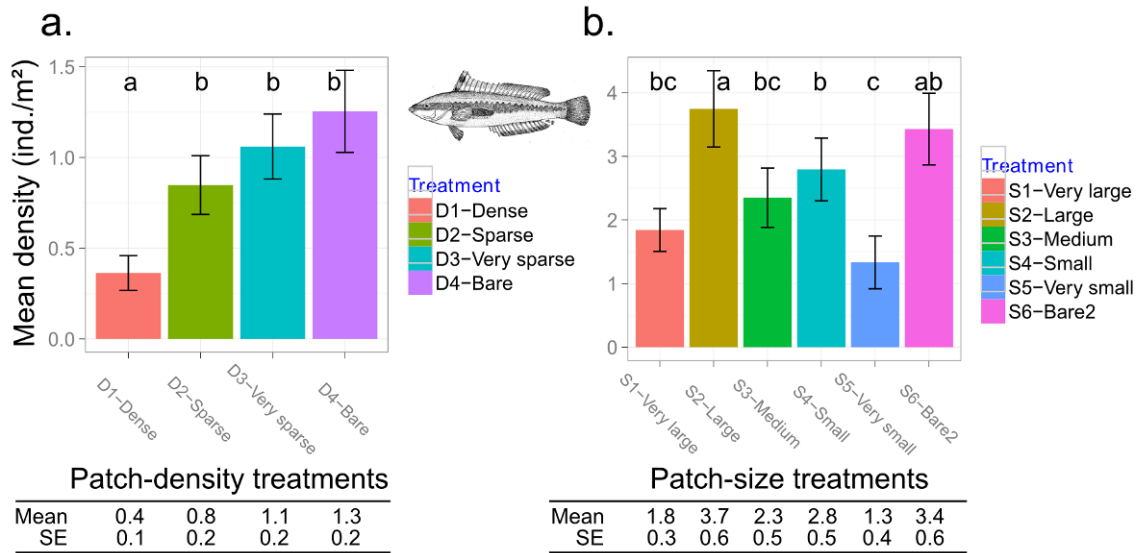 a.
Mean density (ind./m²)
1.5
1.0
0.5
0.0
a b b b
D1−Dense
D2−Sparse
D3−Very sparse
D4−Bare
Treatment
D1−Dense
D2−Sparse
D3−Very sparse
D4−Bare
Patch-density treatments
Mean 0.4 0.8 1.1 1.3
SE 0.1 0.2 0.2 0.2
b.
4
3
2
1
0
bc a bc b c ab
S1−Very large
S2−Large
S3−Medium
S4−Small
S5−Very small
S6−Bare2
Treatment
S1−Very large
S2−Large
S3−Medium
S4−Small
S5−Very small
S6−Bare2
Patch-size treatments
Mean 1.8 3.7 2.3 2.8 1.3 3.4
SE 0.3 0.6 0.5 0.5 0.4 0.6